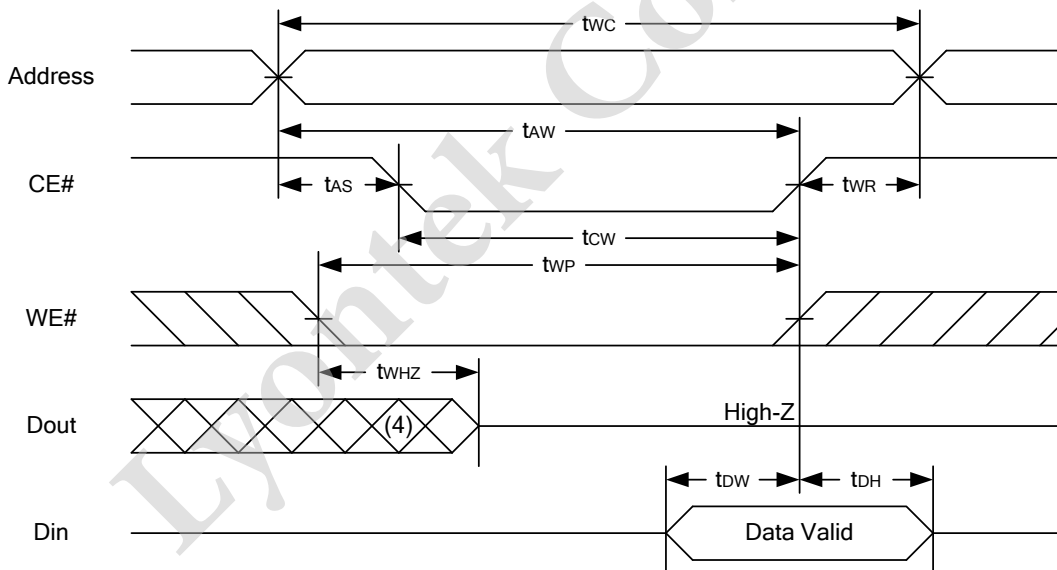 tWC
Address
tAW
CE#
tAS
tWR
tCW
tWP
WE#
tWHZ
Dout
(4)
High-Z
tDW
tDH
Din
Data Valid
Lyontek Co